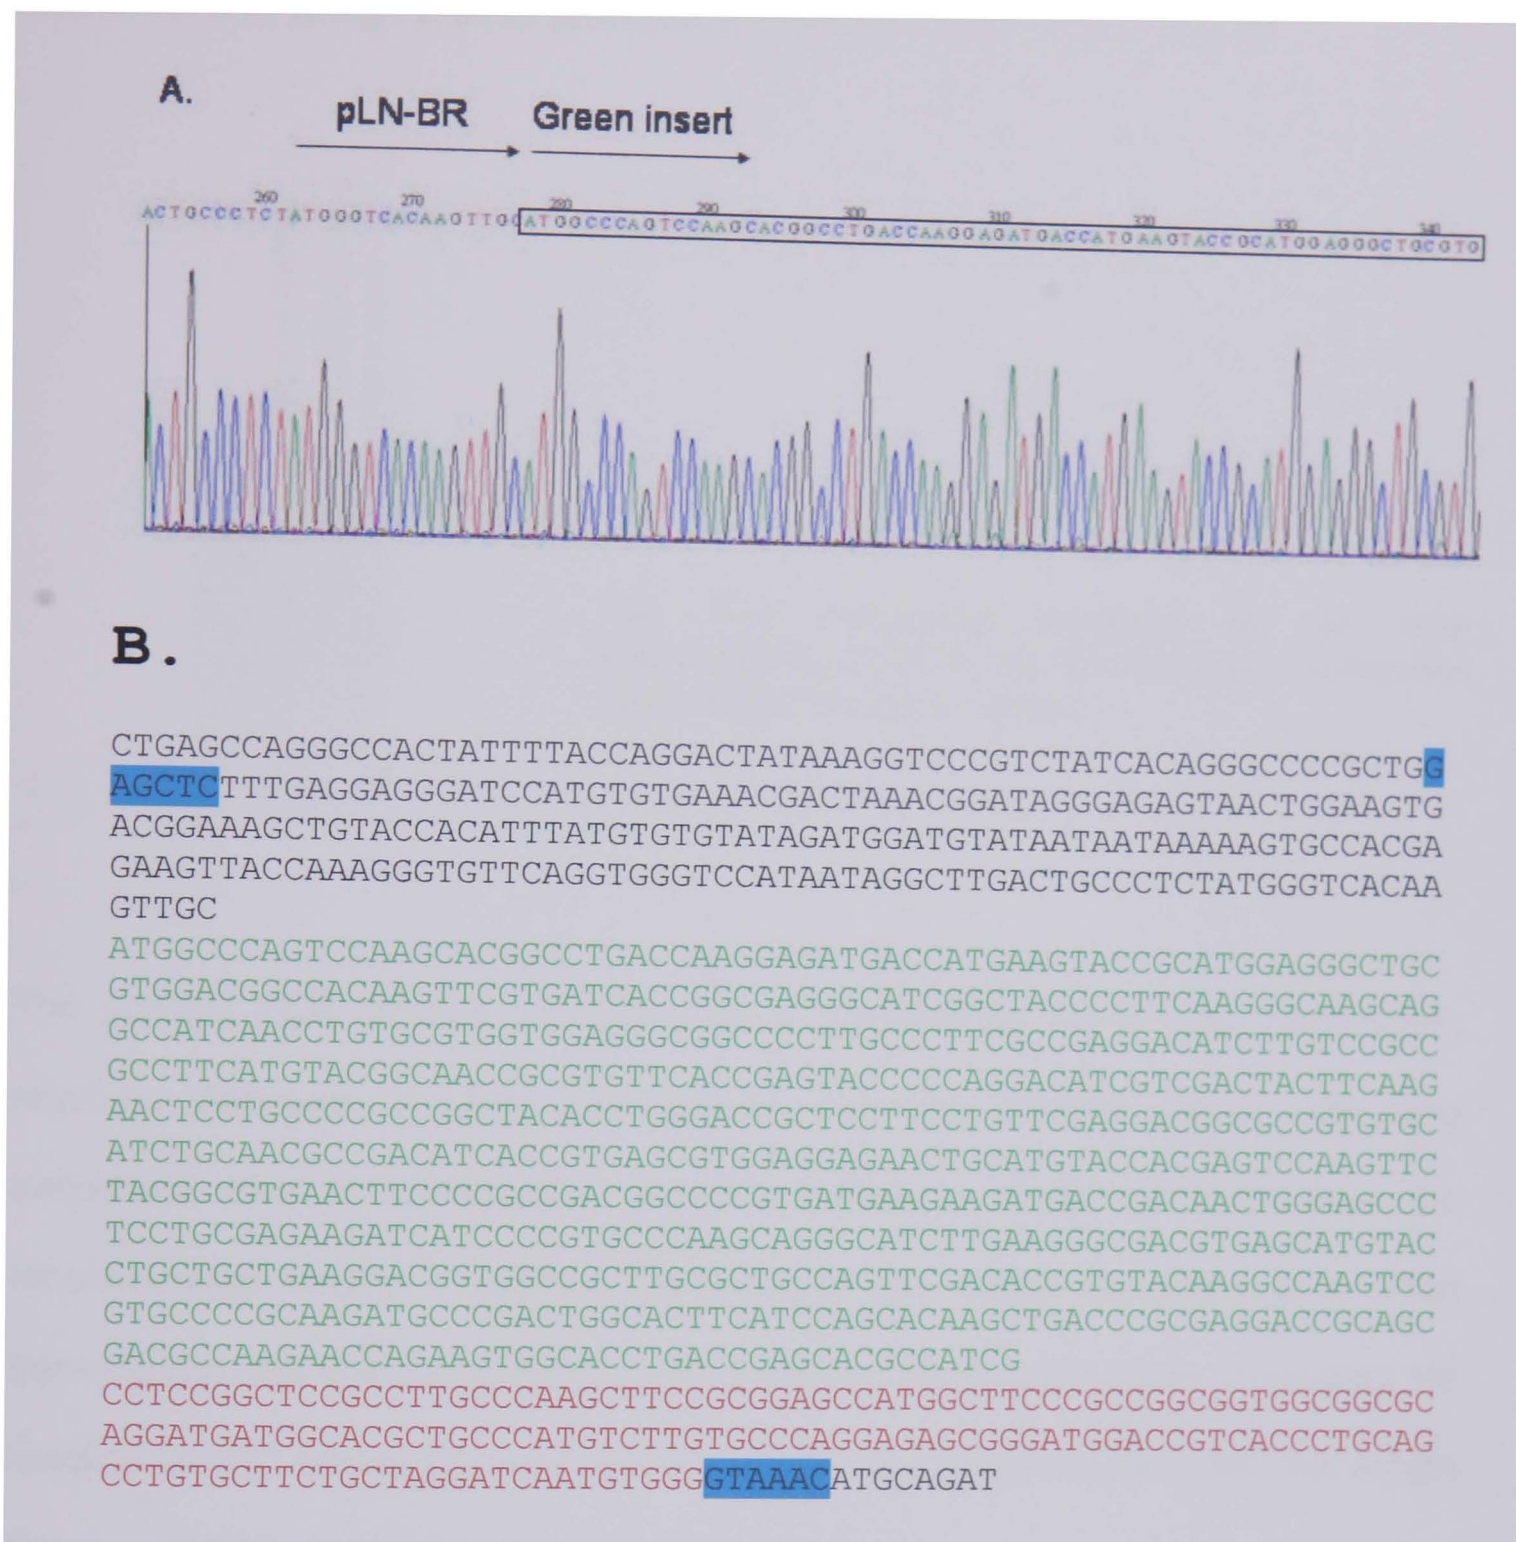 A.
pLN-BR Green insert
260 270 280 290 300 310 320 330 340
ACTGCCCTCTATGGGTCACAAGTTGCATGGCCCAGTCCAAGCACGGCCTGACCAAGGAGATGACCATGAAGTACCGCATGGAGGGCTGCGTG
B.
CTGAGCCAGGGCCACTATTTTACCAGGACTATAAAGGTCCCGTCTATCACAGGGCCCCGCTGG
AGCTCTTTGAGGAGGGATCCATGTGTGAAACGACTAAACGGATAGGGAGAGTAACTGGAAGTG
ACGGAAAGCTGTACCACATTTATGTGTGTATAGATGGATGTATAATAATAAAAAGTGCCACGA
GAAGTTACCAAAGGGTGTTCAGGTGGGTCCATAATAGGCTTGACTGCCCTCTATGGGTCACAA
GTTGC
ATGGCCCAGTCCAAGCACGGCCTGACCAAGGAGATGACCATGAAGTACCGCATGGAGGGCTGC
GTGGACGGCCACAAGTTCGTGATCACCGGCGAGGGCATCGGCTACCCCTTCAAGGGCAAGCAG
GCCATCAACCTGTGCGTGGTGGAGGGCGGCCCCTTGCCCTTCGCCGAGGACATCTTGTCCGCC
GCCTTCATGTACGGCAACCGCGTGTTCACCGAGTACCCCCAGGACATCGTCGACTACTTCAAG
AACTCCTGCCCCGCCGGCTACACCTGGGACCGCTCCTTCCTGTTCGAGGACGGCGCCGTGTGC
ATCTGCAACGCCGACATCACCGTGAGCGTGGAGGAGAACTGCATGTACCACGAGTCCAAGTTC
TACGGCGTGAACTTCCCCGCCGACGGCCCCGTGATGAAGAAGATGACCGACAACTGGGAGCCC
TCCTGCGAGAAGATCATCCCCGTGCCCAAGCAGGGCATCTTGAAGGGCGACGTGAGCATGTAC
CTGCTGCTGAAGGACGGTGGCCGCTTGCGCTGCCAGTTCGACACCGTGTACAAGGCCAAGTCC
GTGCCCCGCAAGATGCCCGACTGGCACTTCATCCAGCACAAGCTGACCCGCGAGGACCGCAGC
GACGCCAAGAACCAGAAGTGGCACCTGACCGAGCACGCCATCG
CCTCCGGCTCCGCCTTGCCCAAGCTTCCGCGGAGCCATGGCTTCCCGCCGGCGGTGGCGGCGC
AGGATGATGGCACGCTGCCCATGTCTTGTGCCCAGGAGAGCGGGATGGACCGTCACCCTGCAG
CCTGTGCTTCTGCTAGGATCAATGTGGGGTAAACATGCAGAT